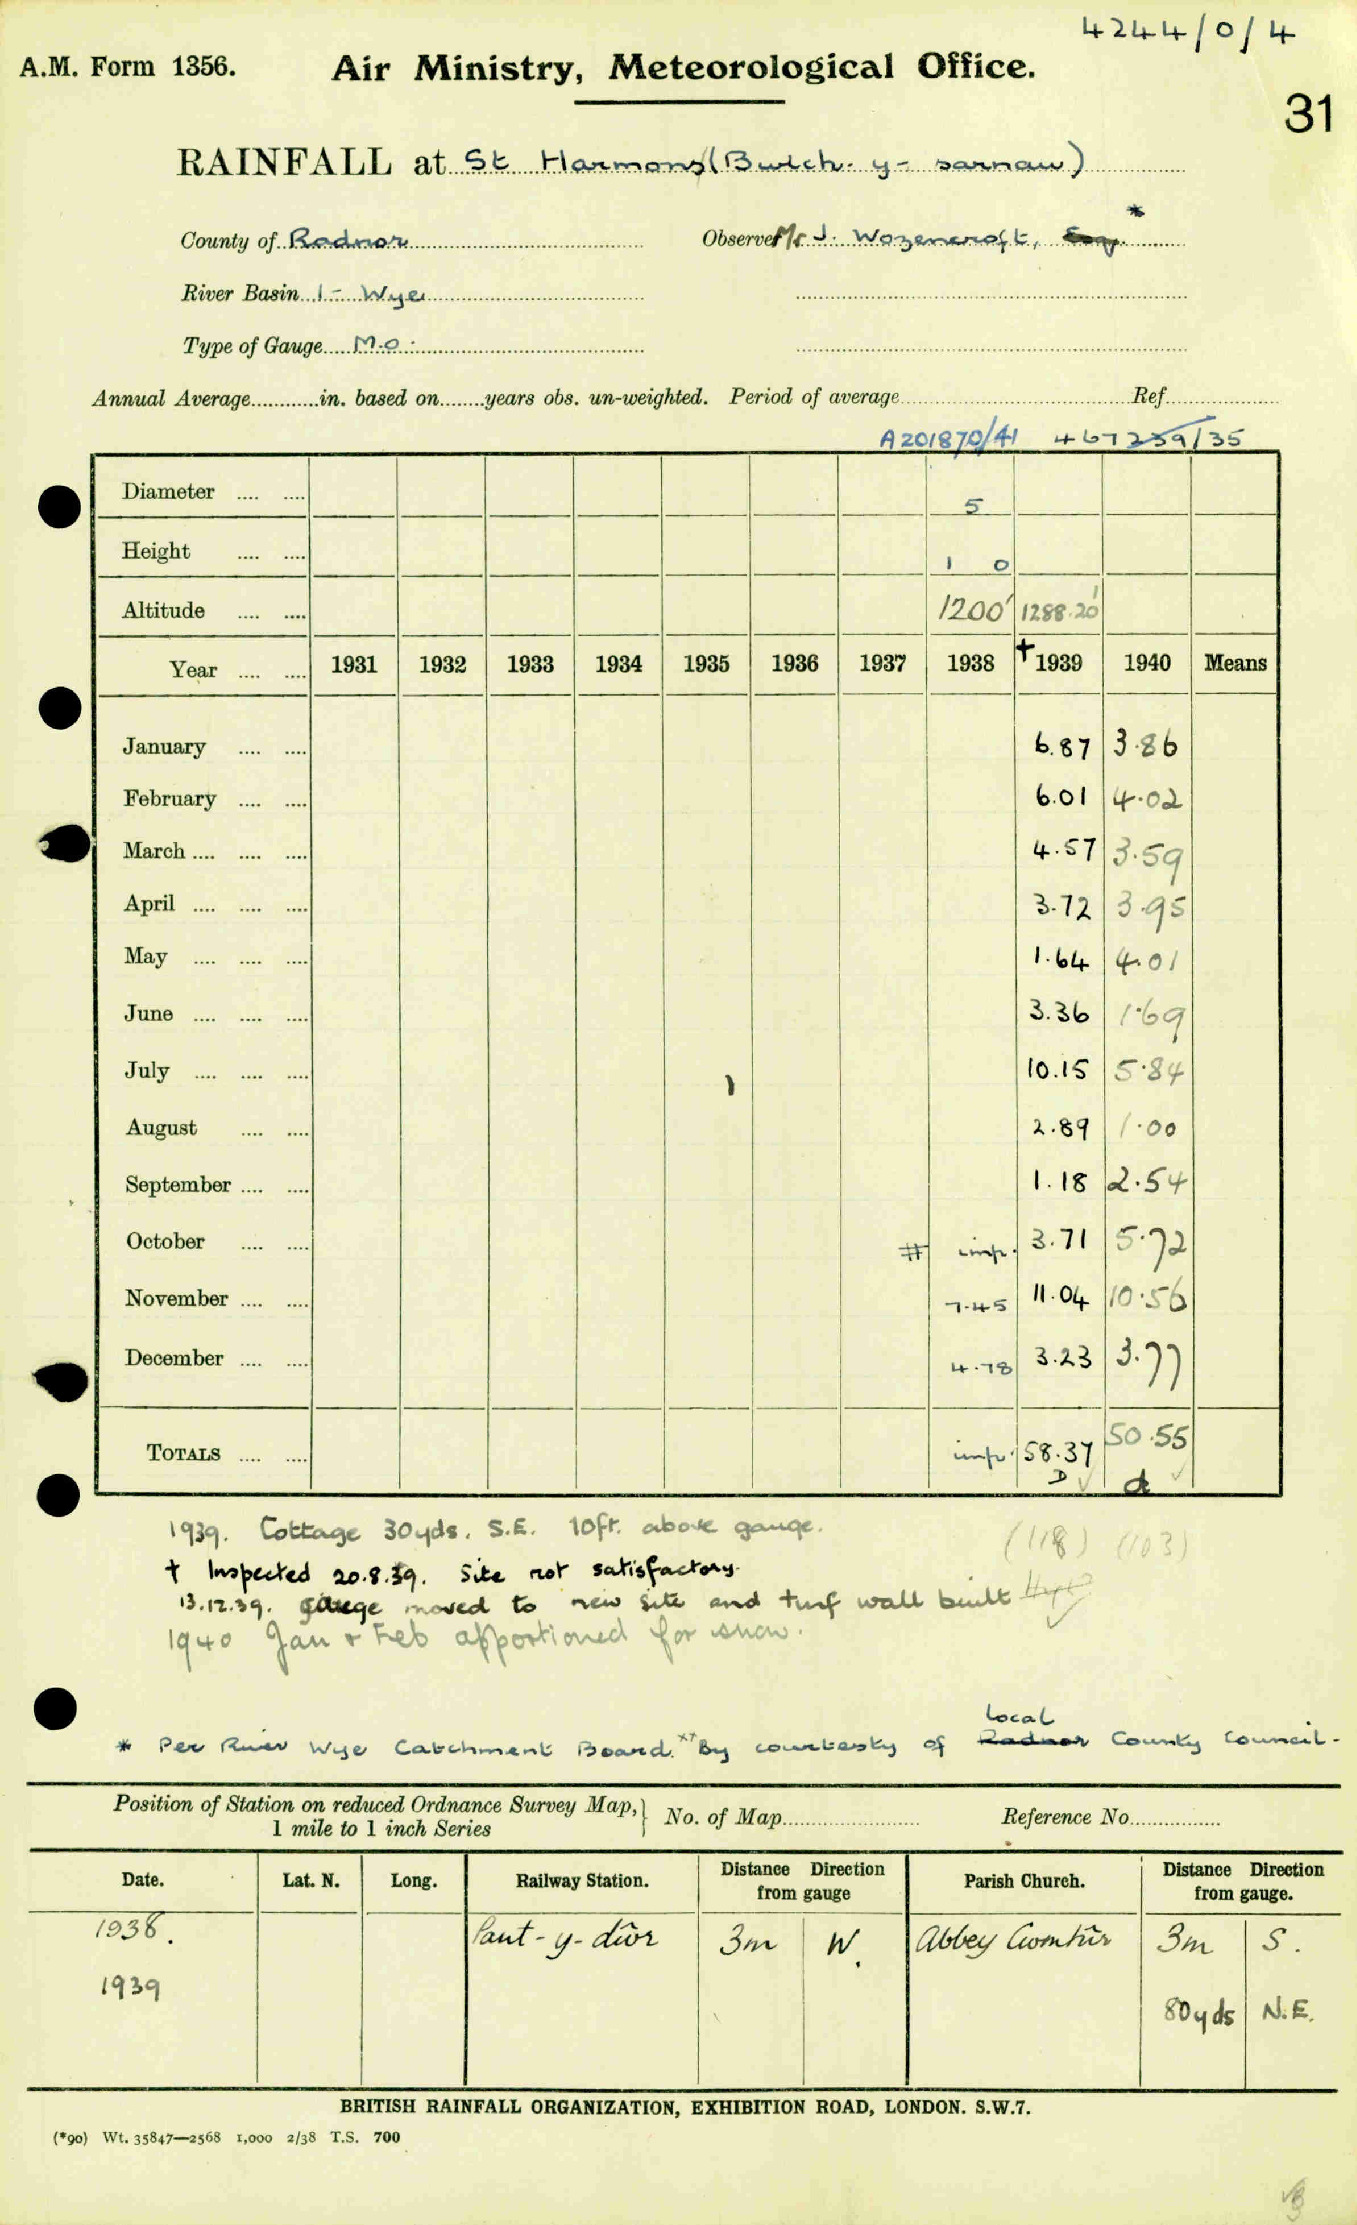 4244/0/4
A.M. Form 1356. Air Ministry, Meteorological Office.
31
RAINFALL at St Harmons (Bwlch-y-sarnau)
County of Radnor Observer Mr J. Wozencroft, Esq. *
River Basin 1 - Wye
Type of Gauge M.O.
Annual Average in. based on years obs. un-weighted. Period of average Ref
A201870/41 467239/35
Diameter 5
Height 1 0
Altitude 1200' 1288.20'
Year 1931 1932 1933 1934 1935 1936 1937 1938 † 1939 1940 Means
January 6.87 3.86
February 6.01 4.02
March 4.57 3.59
April 3.72 3.95
May 1.64 4.01
June 3.36 1.69
July 10.15 5.84
August 2.89 1.00
September 1.18 2.54
October # imp. 3.71 5.72
November 7.45 11.04 10.56
December 4.78 3.23 3.77
TOTALS imp. 58.37 50.55
D d
1939. Cottage 30yds. S.E. 10ft. above gauge. (118) (103)
† Inspected 20.8.39. Site not satisfactory.
13.12.39. gauge moved to new site and turf wall built
1940 Jan & Feb apportioned for snow.
Local
* Per River Wye Catchment Board. ** By courtesy of Radnor County Council.
Position of Station on reduced Ordnance Survey Map, } No. of Map Reference No.
1 mile to 1 inch Series
Date. Lat. N. Long. Railway Station. Distance Direction from gauge Parish Church. Distance Direction from gauge.
1938. Pant-y-dŵr 3m W. Abbey Cwmhir 3m S.
1939 80yds N.E.
BRITISH RAINFALL ORGANIZATION, EXHIBITION ROAD, LONDON. S.W.7.
(*90) Wt. 35847—2568 1,000 2/38 T.S. 700